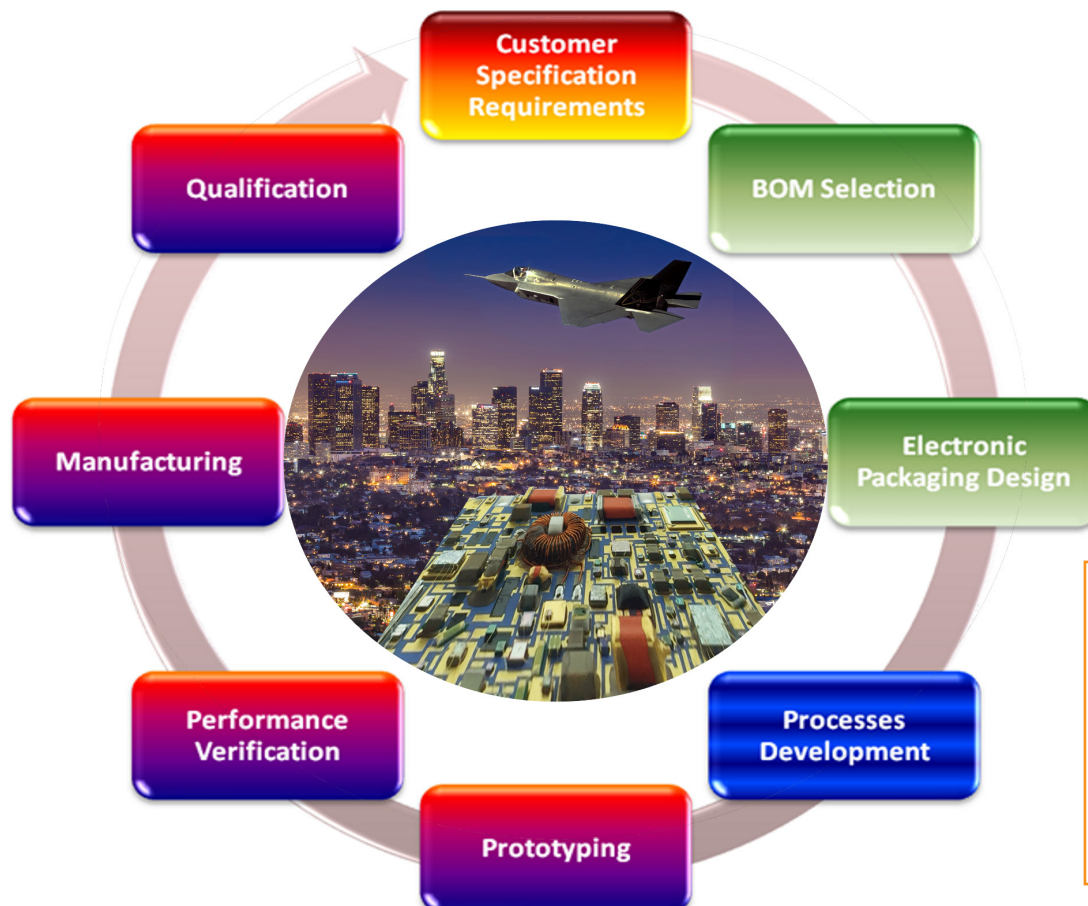 Customer
Specification
Requirements
BOM Selection
Electronic
Packaging Design
Processes
Development
Prototyping
Performance
Verification
Manufacturing
Qualification